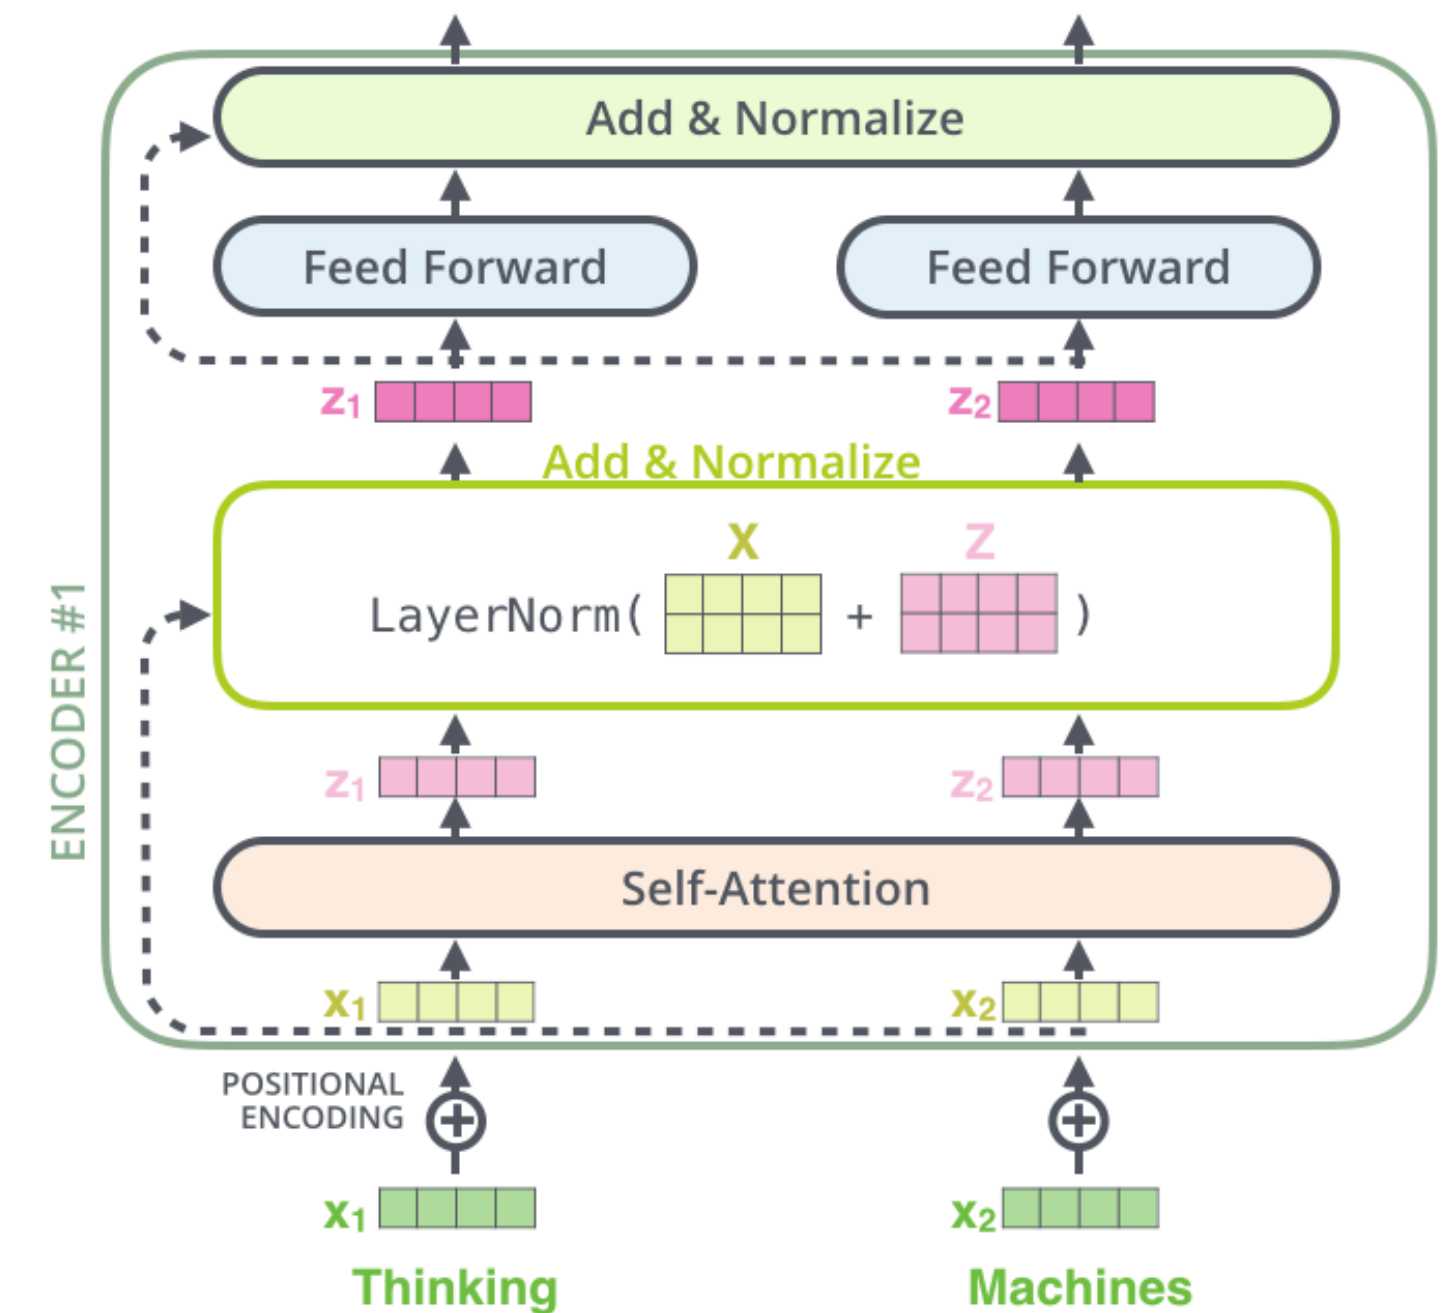 Add & Normalize
Feed Forward Feed Forward
z1 z2
Add & Normalize
X Z
LayerNorm( + )
ENCODER #1
z1 z2
Self-Attention
x1 x2
POSITIONAL
ENCODING
x1 x2
Thinking Machines